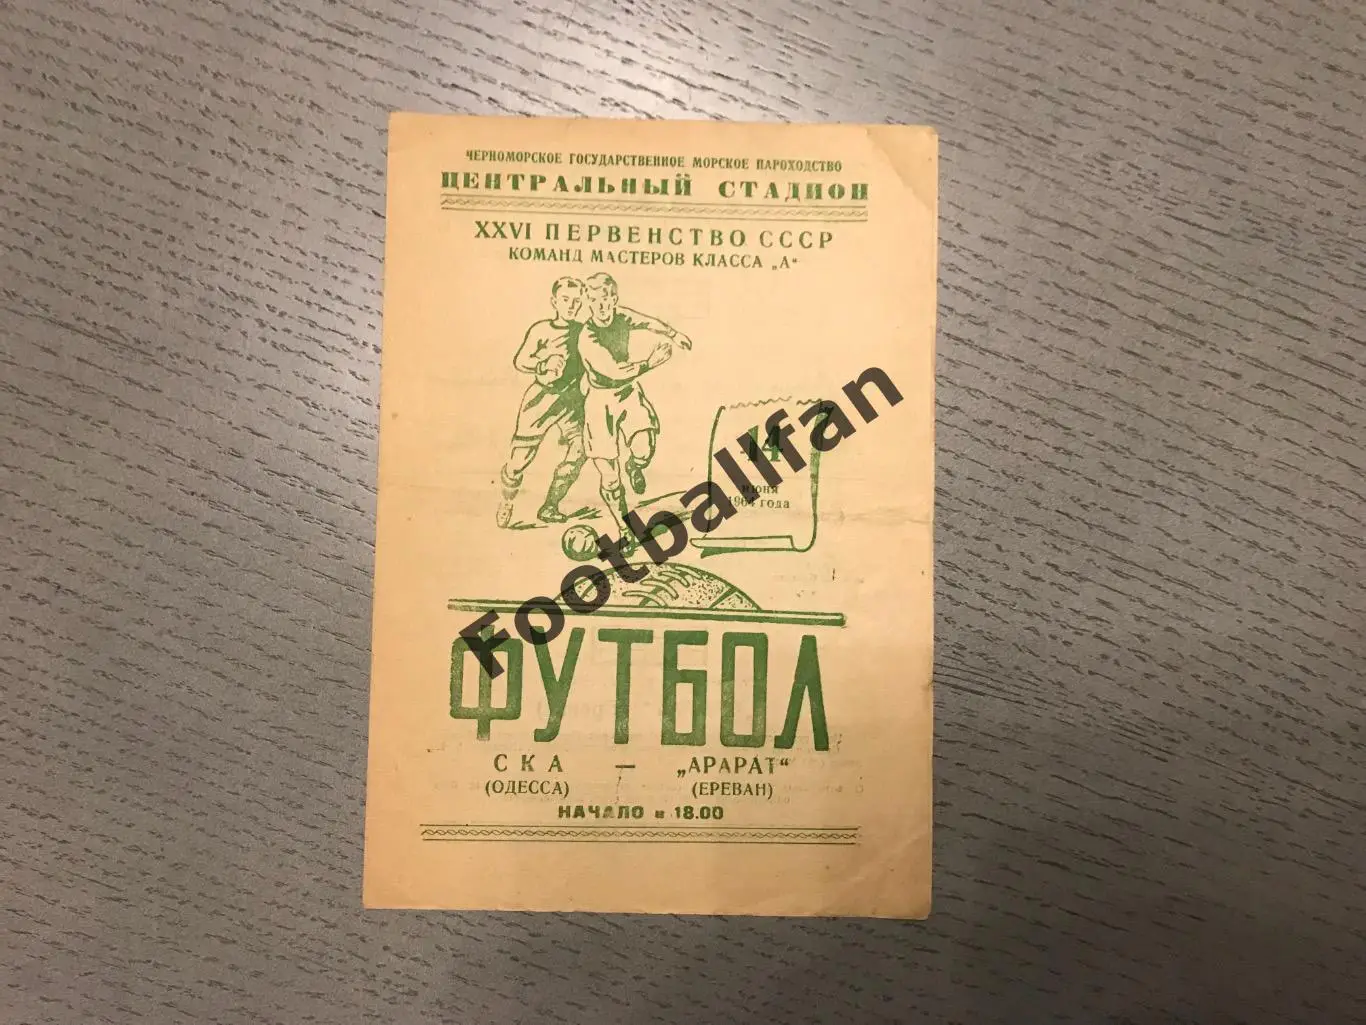 ЧЕРНОМОРСКОЕ ГОСУДАРСТВЕННОЕ МОРСКОЕ ПАРОХОДСТВО
ЦЕНТРАЛЬНЫЙ СТАДИОН
XXVI ПЕРВЕНСТВО СССР
КОМАНД МАСТЕРОВ КЛАССА „А“
14
июня
1964 года
Footballfan
ФУТБОЛ
СКА — „АРАРАТ“
(ОДЕССА) (ЕРЕВАН)
НАЧАЛО в 18.00